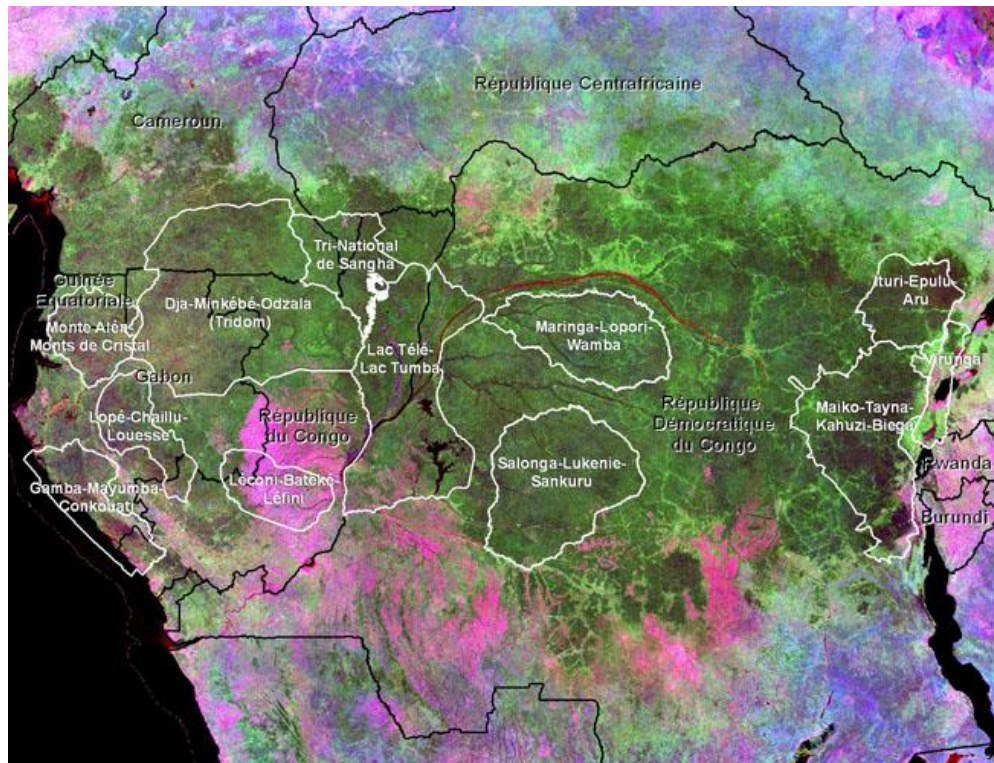 République Centrafricaine
Cameroun
Tri-National
de Sangha
Guinée
Equatoriale
Dja-Minkébé-Odzala
(Tridom)
Ituri-Epulu-
Aru
Monte Alén-
Monts de Cristal
Maringa-Lopori-
Wamba
Lac Télé-
Lac Tumba
Virunga
Gabon
Lopé-Chaillu-
Louesse
République
du Congo
République
Démocratique
du Congo
Maiko-Tayna-
Kahuzi-Biega
Salonga-Lukenie-
Sankuru
Rwanda
Gamba-Mayumba-
Conkouati
Léconi-Batéké-
Léfini
Burundi